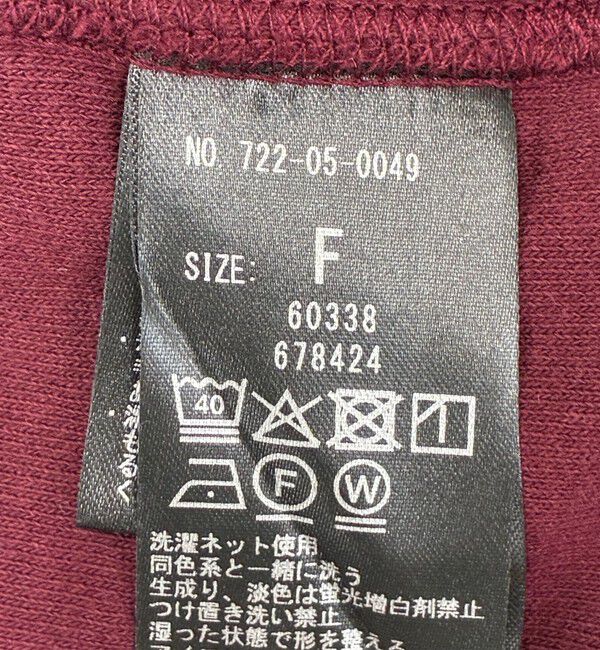 NO 722-05-0049
SIZE: F
60338
678424
40
F W
洗濯ネット使用
同色系と一緒に洗う
生成り、淡色は蛍光増白剤禁止
つけ置き洗い禁止
湿った状態で形を整える